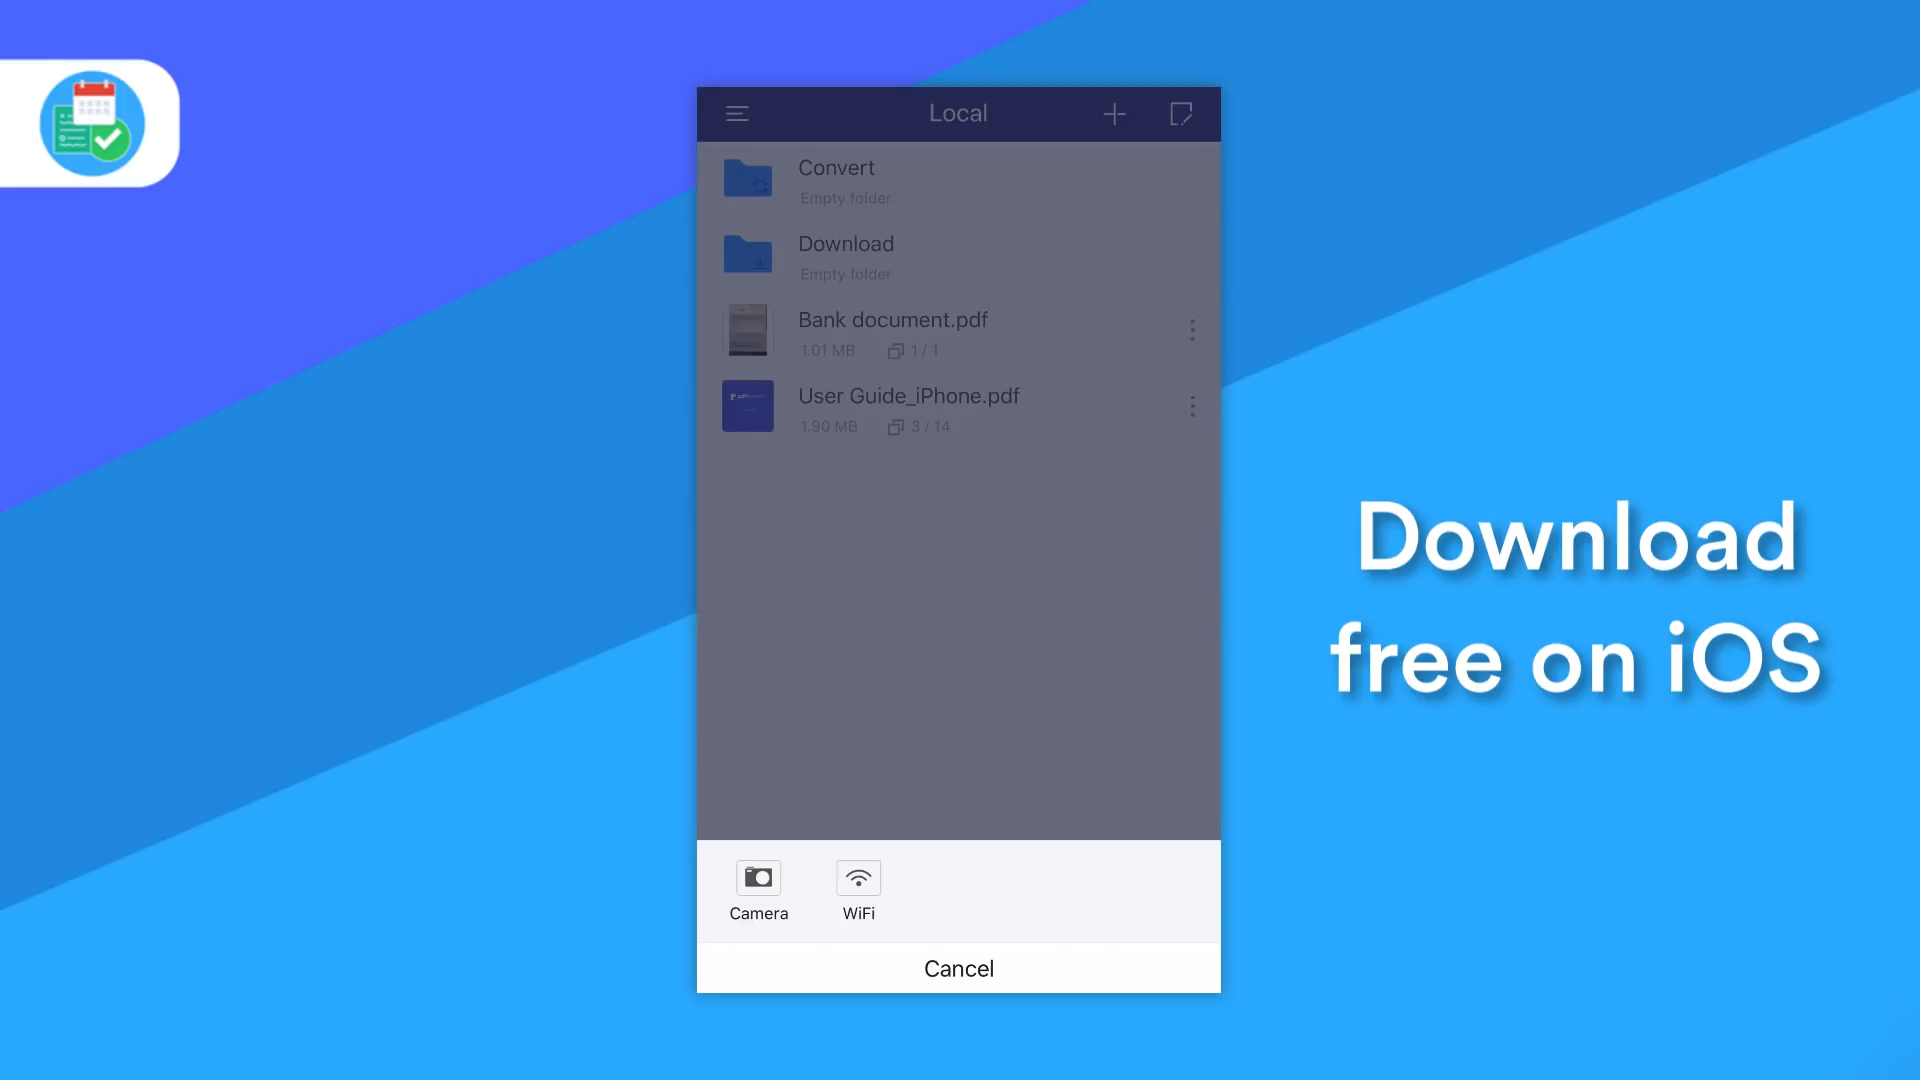 Local
Convert
Empty folder
Download
Empty folder
Bank document.pdf
1.01 MB 1 / 1
User Guide_iPhone.pdf
1.90 MB 3 / 14
Download
free on iOS
Camera WiFi
Cancel